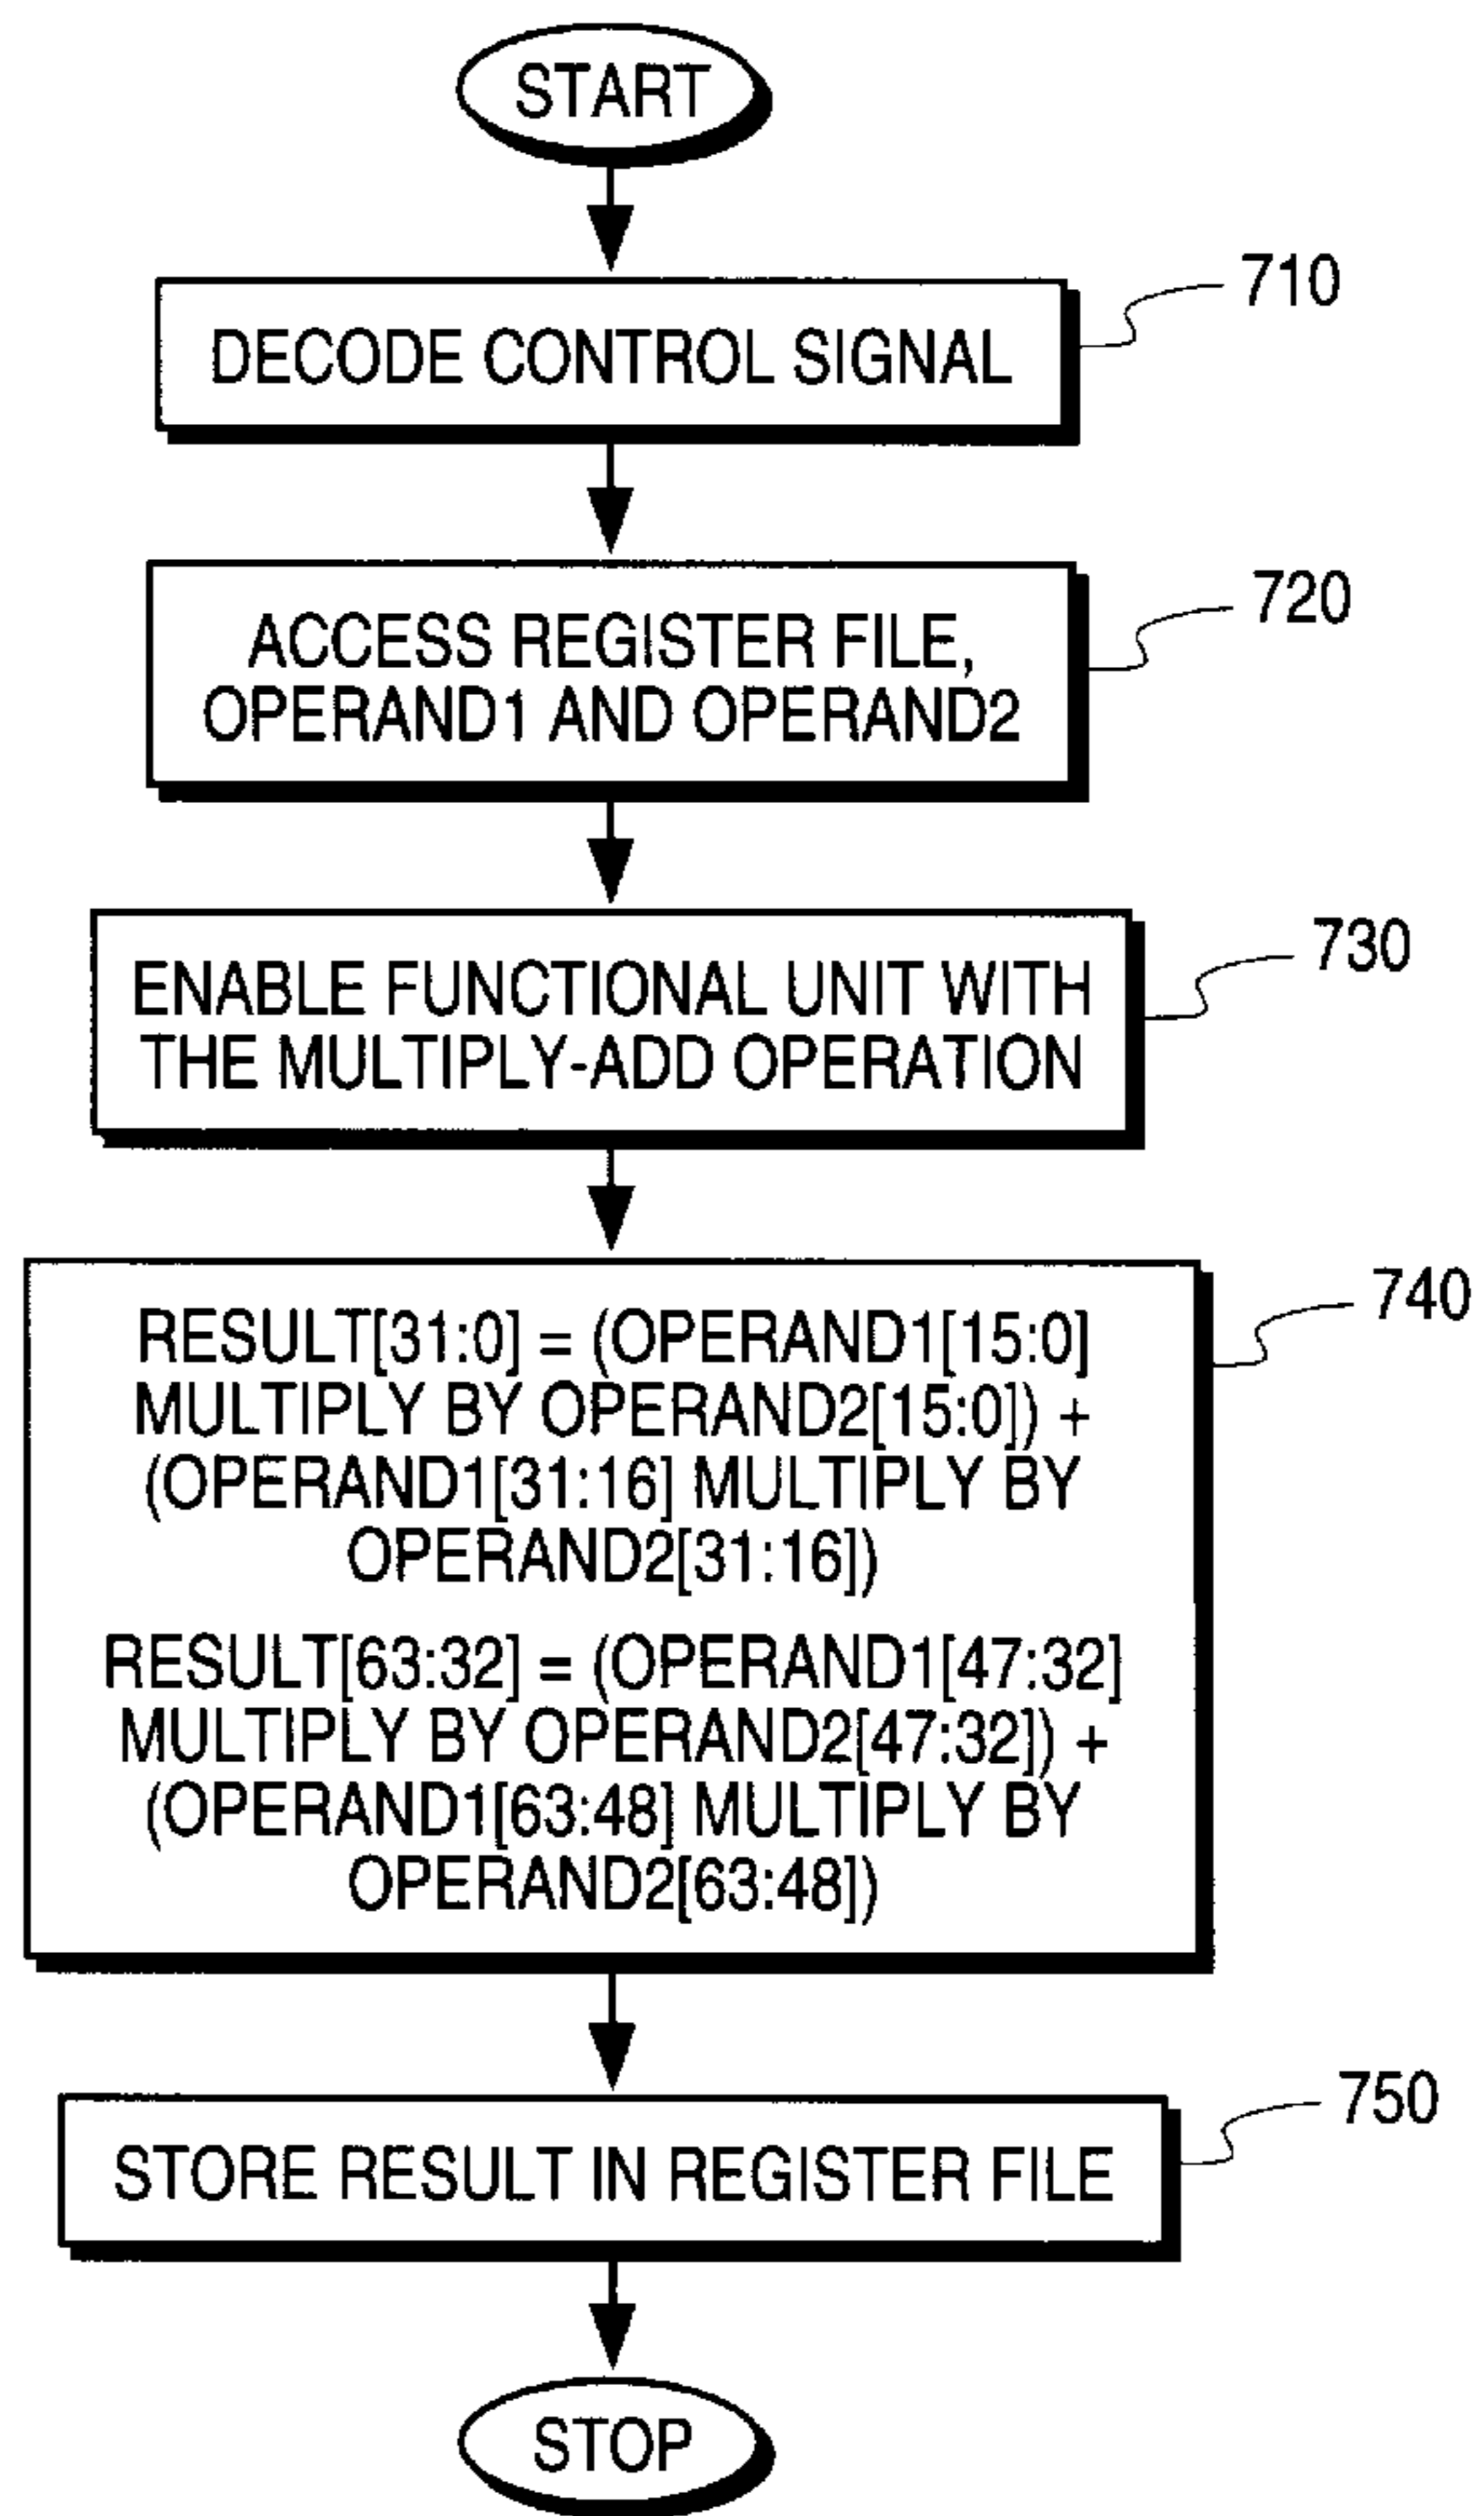 START
710
DECODE CONTROL SIGNAL
720
ACCESS REGISTER FILE,
OPERAND1 AND OPERAND2
730
ENABLE FUNCTIONAL UNIT WITH
THE MULTIPLY-ADD OPERATION
740
RESULT[31:0] = (OPERAND1[15:0]
MULTIPLY BY OPERAND2[15:0]) +
(OPERAND1[31:16] MULTIPLY BY
OPERAND2[31:16])
RESULT[63:32] = (OPERAND1[47:32]
MULTIPLY BY OPERAND2[47:32]) +
(OPERAND1[63:48] MULTIPLY BY
OPERAND2[63:48])
750
STORE RESULT IN REGISTER FILE
STOP